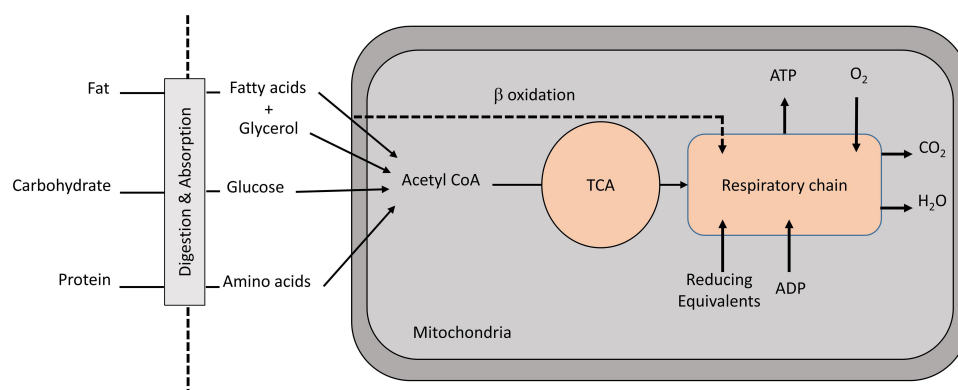 Fat
Carbohydrate
Protein
Digestion & Absorption
Fatty acids
+
Glycerol
Glucose
Amino acids
β oxidation
Acetyl CoA
TCA
Respiratory chain
ATP
O₂
CO₂
H₂O
Reducing
Equivalents
ADP
Mitochondria